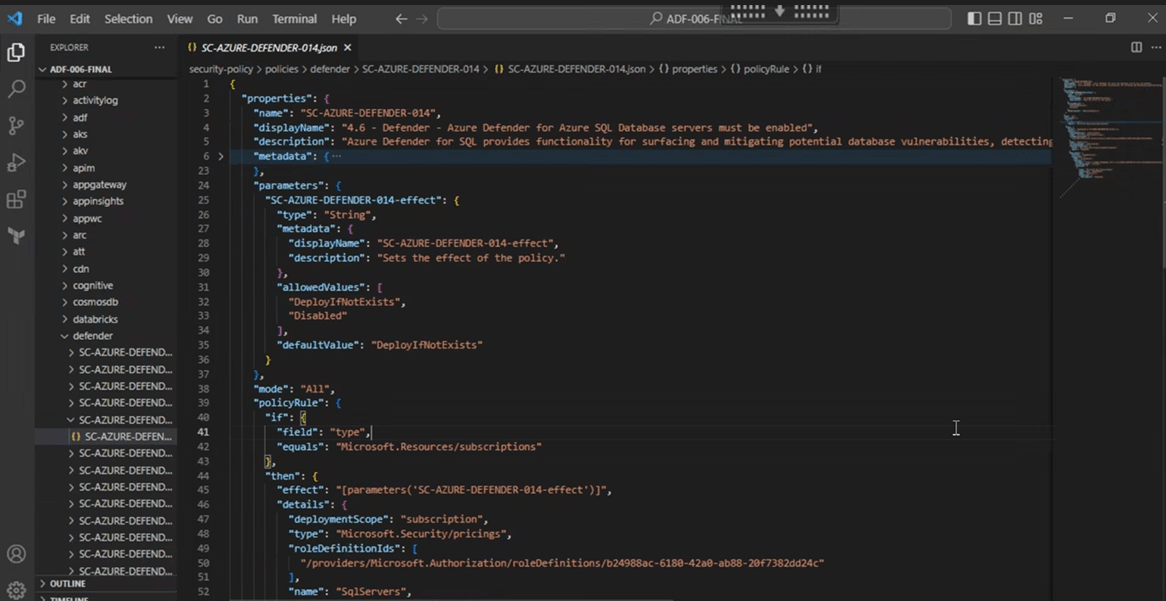 File Edit Selection View Go Run Terminal Help
ADF-006-FINAL
EXPLORER
ADF-006-FINAL
acr
activitylog
adf
aks
akv
apim
appgateway
appinsights
appwc
arc
att
cdn
cognitive
cosmosdb
databricks
defender
SC-AZURE-DEFEND...
SC-AZURE-DEFEND...
SC-AZURE-DEFEND...
SC-AZURE-DEFEND...
SC-AZURE-DEFEND...
{} SC-AZURE-DEFEN...
SC-AZURE-DEFEND...
SC-AZURE-DEFEND...
SC-AZURE-DEFEND...
SC-AZURE-DEFEND...
SC-AZURE-DEFEND...
SC-AZURE-DEFEND...
SC-AZURE-DEFEND...
SC-AZURE-DEFEND...
OUTLINE
TIMELINE
{} SC-AZURE-DEFENDER-014.json
security-policy > policies > defender > SC-AZURE-DEFENDER-014 > {} SC-AZURE-DEFENDER-014.json > {} properties > {} policyRule > {} if
1 {
2 "properties": {
3 "name": "SC-AZURE-DEFENDER-014",
4 "displayName": "4.6 - Defender - Azure Defender for Azure SQL Database servers must be enabled",
5 "description": "Azure Defender for SQL provides functionality for surfacing and mitigating potential database vulnerabilities, detecting
6 "metadata": { ...
23 },
24 "parameters": {
25 "SC-AZURE-DEFENDER-014-effect": {
26 "type": "String",
27 "metadata": {
28 "displayName": "SC-AZURE-DEFENDER-014-effect",
29 "description": "Sets the effect of the policy."
30 },
31 "allowedValues": [
32 "DeployIfNotExists",
33 "Disabled"
34 ],
35 "defaultValue": "DeployIfNotExists"
36 }
37 },
38 "mode": "All",
39 "policyRule": {
40 "if": {
41 "field": "type",
42 "equals": "Microsoft.Resources/subscriptions"
43 },
44 "then": {
45 "effect": "[parameters('SC-AZURE-DEFENDER-014-effect')]",
46 "details": {
47 "deploymentScope": "subscription",
48 "type": "Microsoft.Security/pricings",
49 "roleDefinitionIds": [
50 "/providers/Microsoft.Authorization/roleDefinitions/b24988ac-6180-42a0-ab88-20f7382dd24c"
51 ],
52 "name": "SqlServers",